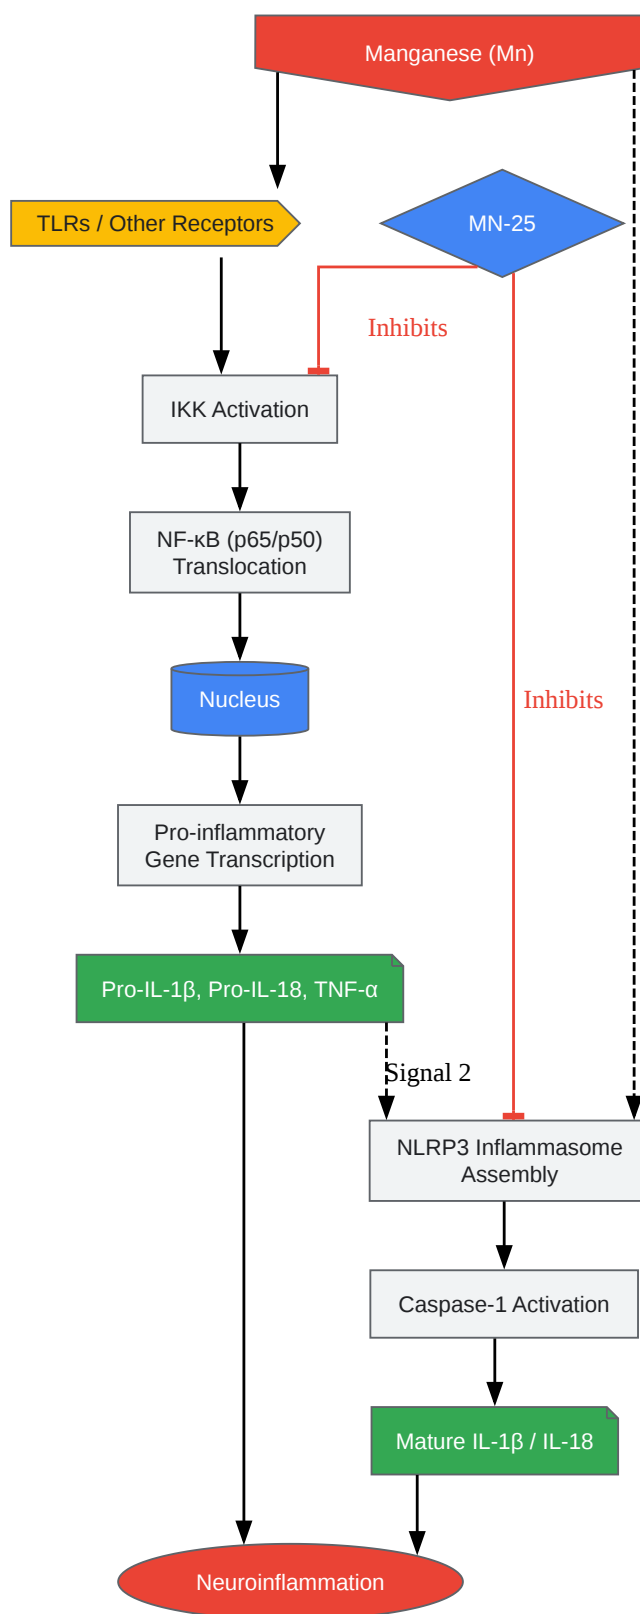 Manganese (Mn)
TLRs / Other Receptors
MN-25
Inhibits
IKK Activation
NF-κB (p65/p50)
Translocation
Nucleus
Inhibits
Pro-inflammatory
Gene Transcription
Pro-IL-1β, Pro-IL-18, TNF-α
Signal 2
NLRP3 Inflammasome
Assembly
Caspase-1 Activation
Mature IL-1β / IL-18
Neuroinflammation